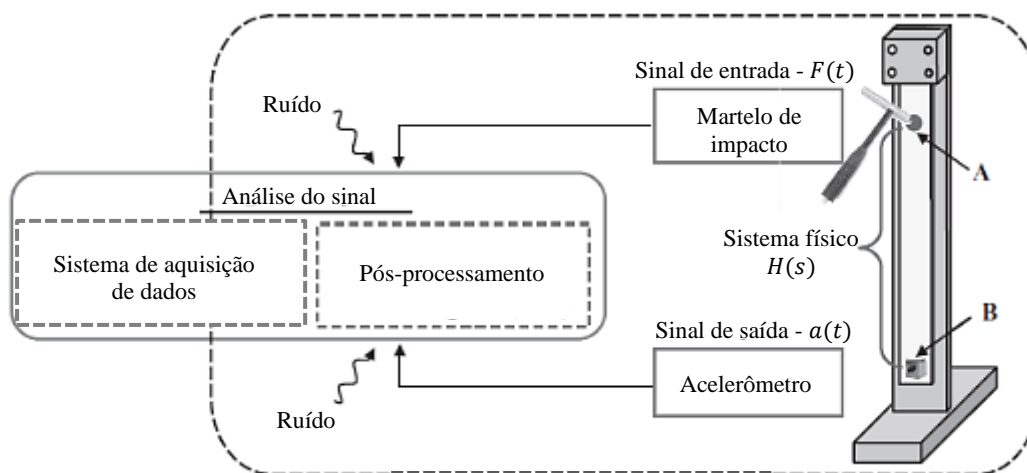 Sinal de entrada - F(t)
Ruído
Martelo de
impacto
A
Análise do sinal
Sistema de aquisição
de dados
Pós-processamento
Sistema físico
H(s)
Sinal de saída - a(t)
B
Acelerômetro
Ruído